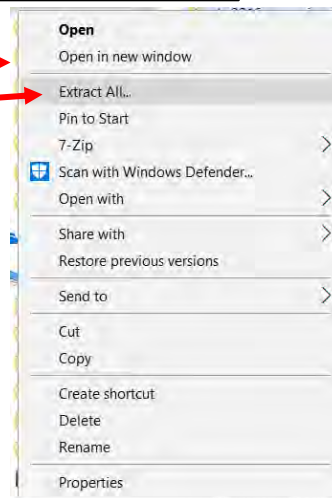 Open
Open in new window
Extract All...
Pin to Start
7-Zip
Scan with Windows Defender...
Open with
Share with
Restore previous versions
Send to
Cut
Copy
Create shortcut
Delete
Rename
Properties